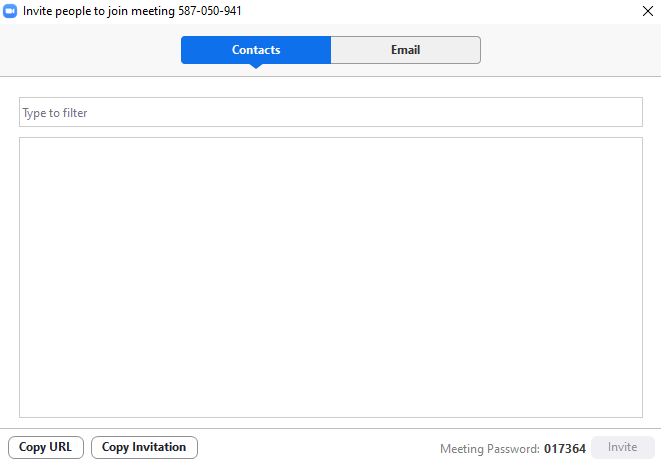 Invite people to join meeting 587-050-941
Contacts
Email
Type to filter
Copy URL
Copy Invitation
Meeting Password: 017364
Invite